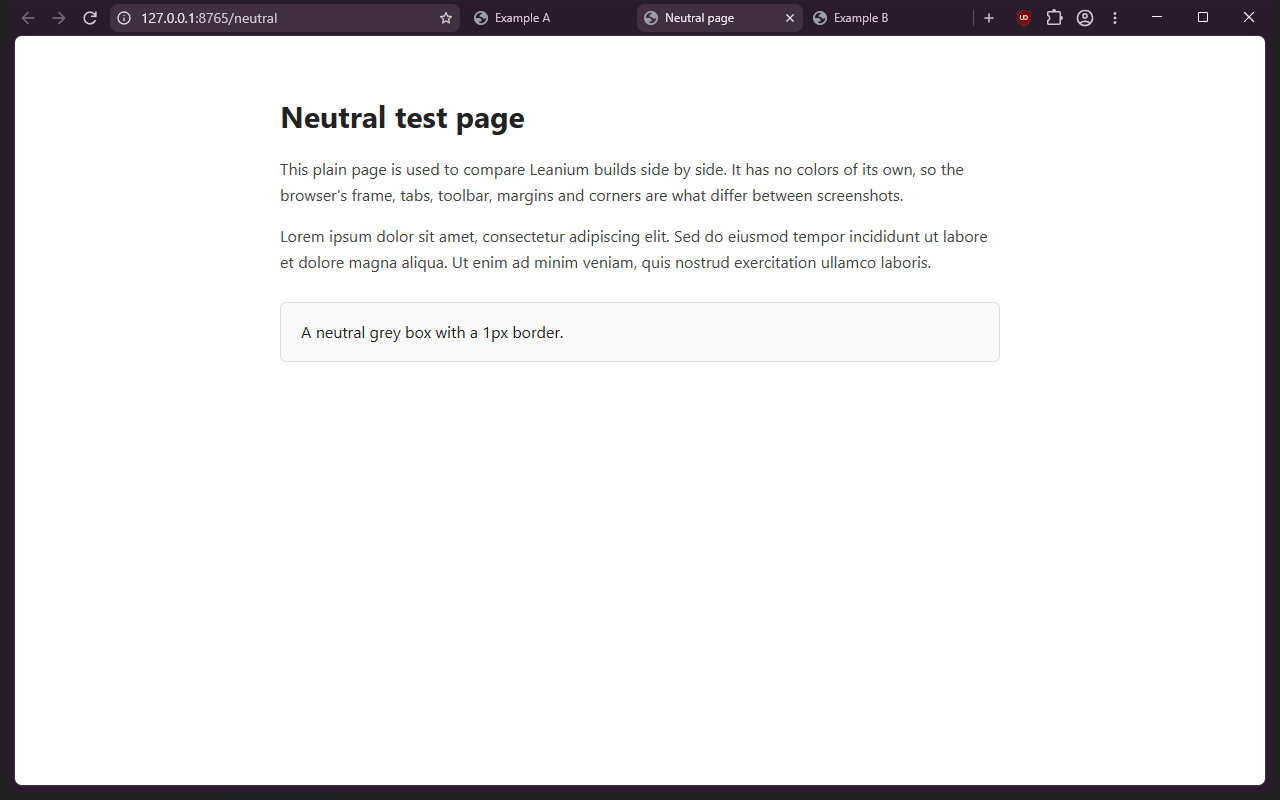 127.0.0.1:8765/neutral
Example A
Neutral page
Example B
Neutral test page
This plain page is used to compare Leanium builds side by side. It has no colors of its own, so the
browser's frame, tabs, toolbar, margins and corners are what differ between screenshots.
Lorem ipsum dolor sit amet, consectetur adipiscing elit. Sed do eiusmod tempor incididunt ut labore
et dolore magna aliqua. Ut enim ad minim veniam, quis nostrud exercitation ullamco laboris.
A neutral grey box with a 1px border.